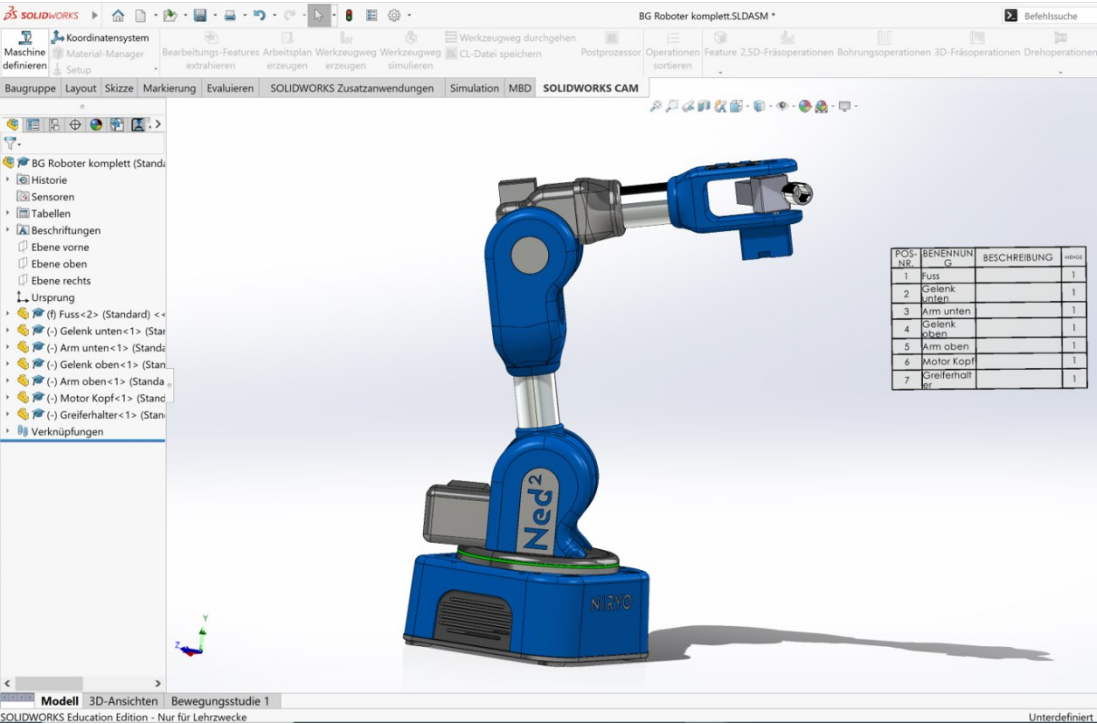 SOLIDWORKS
BG Roboter komplett.SLDASM *
Befehlssuche
Maschine definieren
Koordinatensystem
Material-Manager
Setup
Bearbeitungs-Features extrahieren
Arbeitsplan erzeugen
Werkzeugweg erzeugen
Werkzeugweg simulieren
Werkzeugweg durchgehen
CL-Datei speichern
Postprozessor
Operationen sortieren
Feature
2,5D-Fräsoperationen
Bohrungsoperationen
3D-Fräsoperationen
Drehoperationen
Baugruppe Layout Skizze Markierung Evaluieren SOLIDWORKS Zusatzanwendungen Simulation MBD SOLIDWORKS CAM
BG Roboter komplett (Standa
Historie
Sensoren
Tabellen
Beschriftungen
Ebene vorne
Ebene oben
Ebene rechts
Ursprung
(f) Fuss<2> (Standard) <<
(-) Gelenk unten<1> (Star
(-) Arm unten<1> (Standa
(-) Gelenk oben<1> (Stan
(-) Arm oben<1> (Standa
(-) Motor Kopf<1> (Stand
(-) Greiferhalter<1> (Stan
Verknüpfungen
POS-NR. BENENNUNG BESCHREIBUNG MENGE
1 Fuss 1
2 Gelenk unten 1
3 Arm unten 1
4 Gelenk oben 1
5 Arm oben 1
6 Motor Kopf 1
7 Greiferhalter 1
Ned²
NIRYO
Y
Z
Modell 3D-Ansichten Bewegungsstudie 1
SOLIDWORKS Education Edition - Nur für Lehrzwecke
Unterdefiniert